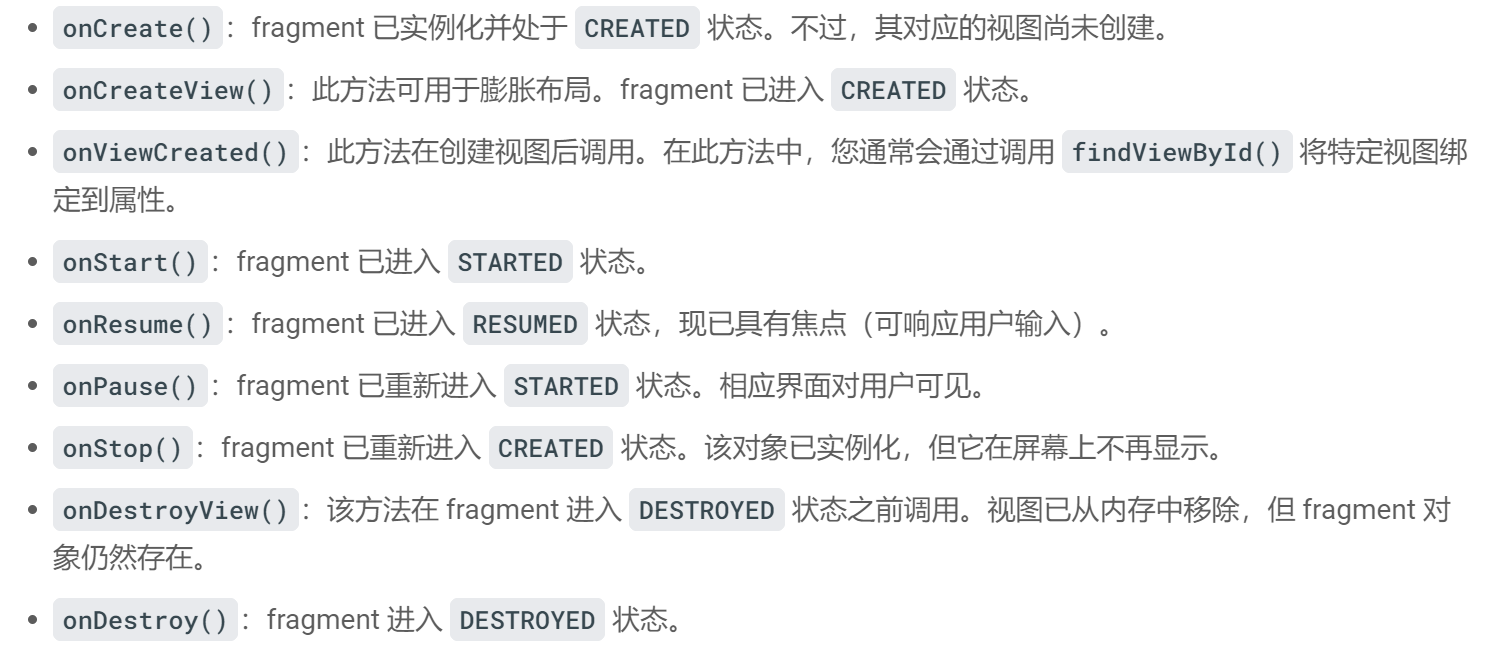 • onCreate()：fragment 已实例化并处于 CREATED 状态。不过，其对应的视图尚未创建。
• onCreateView()：此方法可用于膨胀布局。fragment 已进入 CREATED 状态。
• onViewCreated()：此方法在创建视图后调用。在此方法中，您通常会通过调用 findViewById() 将特定视图绑
定到属性。
• onStart()：fragment 已进入 STARTED 状态。
• onResume()：fragment 已进入 RESUMED 状态，现已具有焦点（可响应用户输入）。
• onPause()：fragment 已重新进入 STARTED 状态。相应界面对用户可见。
• onStop()：fragment 已重新进入 CREATED 状态。该对象已实例化，但它在屏幕上不再显示。
• onDestroyView()：该方法在 fragment 进入 DESTROYED 状态之前调用。视图已从内存中移除，但 fragment 对
象仍然存在。
• onDestroy()：fragment 进入 DESTROYED 状态。